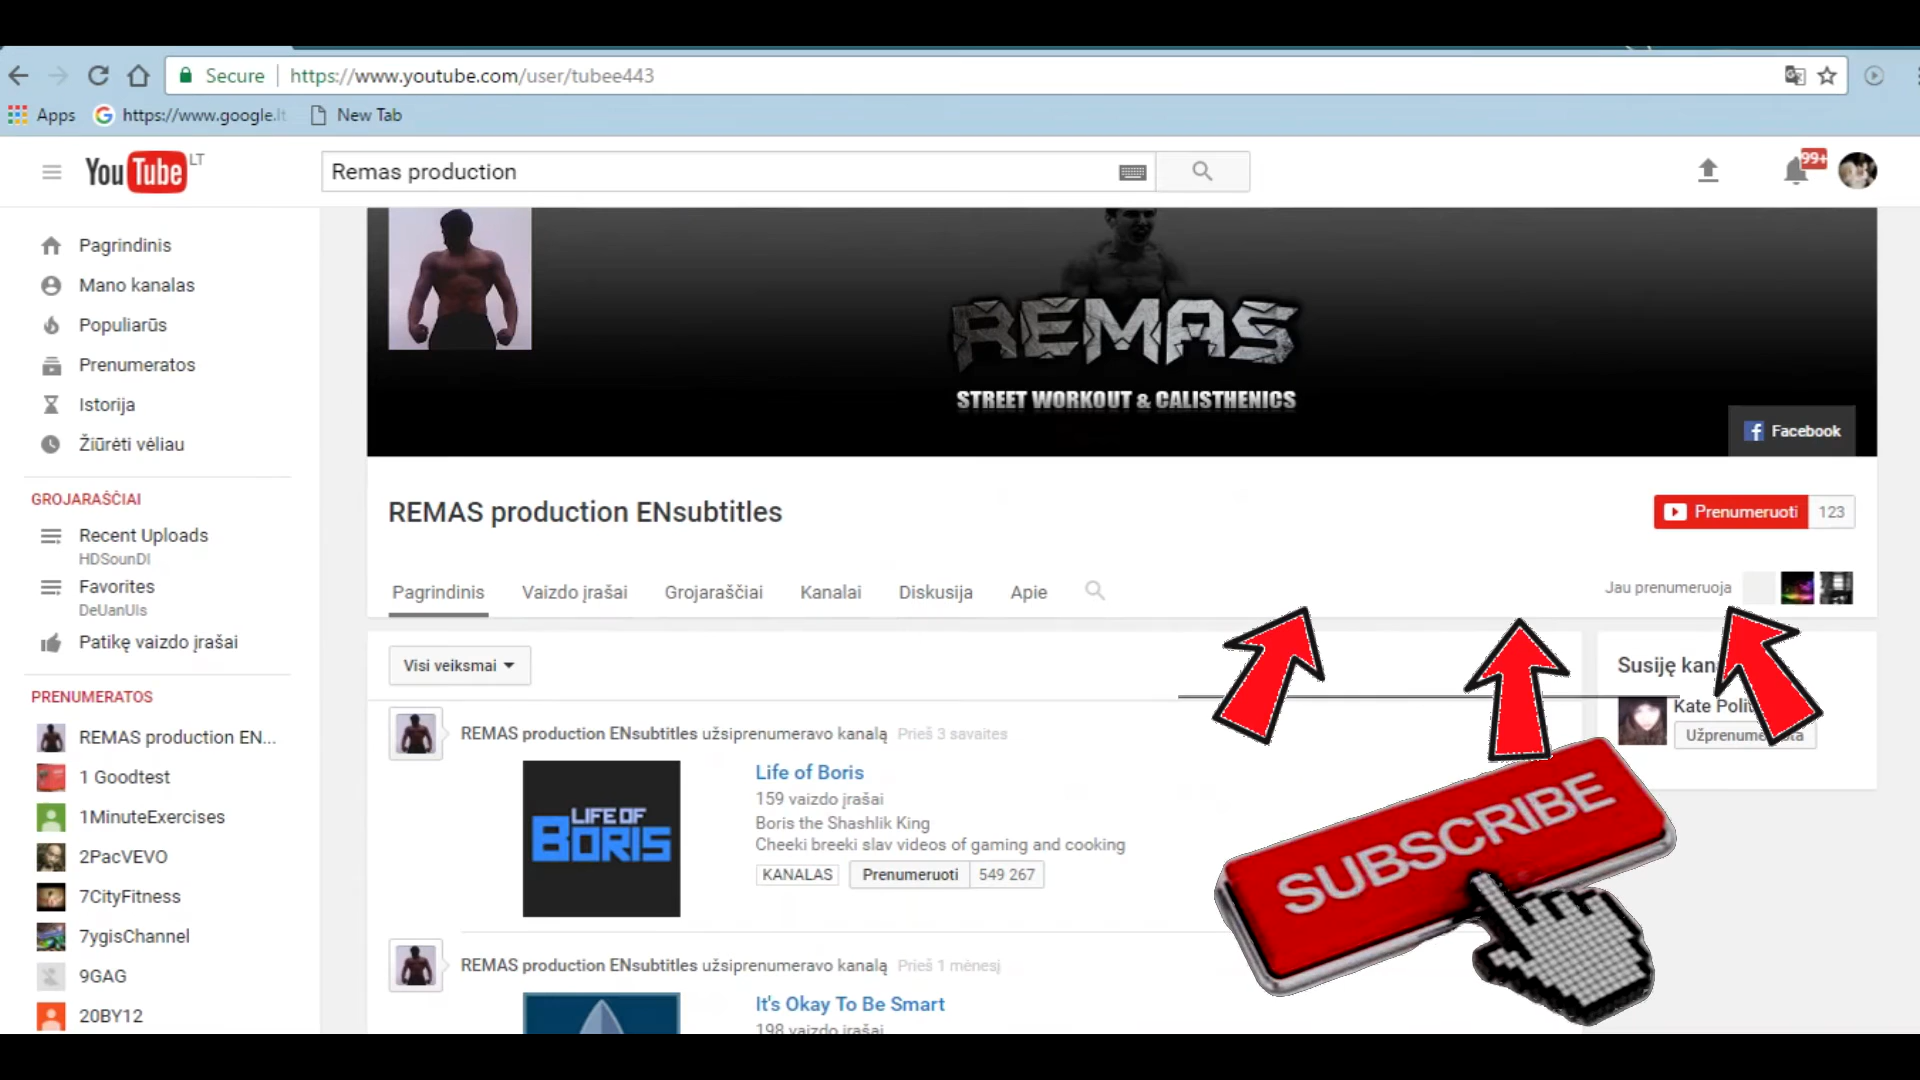 Secure https://www.youtube.com/user/tubee443
Apps https://www.google.lt New Tab
YouTube LT Remas production 99+
Pagrindinis
Mano kanalas
Populiarūs
Prenumeratos
Istorija
Žiūrėti vėliau
GROJARAŠČIAI
Recent Uploads
HDSounDI
Favorites
DeUanUls
Patikę vaizdo įrašai
PRENUMERATOS
REMAS production EN...
1 Goodtest
1MinuteExercises
2PacVEVO
7CityFitness
7ygisChannel
9GAG
20BY12
REMAS
STREET WORKOUT & CALISTHENICS
Facebook
REMAS production ENsubtitles
Prenumeruoti 123
Pagrindinis Vaizdo įrašai Grojaraščiai Kanalai Diskusija Apie
Jau prenumeruoja
Visi veiksmai
REMAS production ENsubtitles užsiprenumeravo kanalą Prieš 3 savaites
LIFE OF
BORIS
Life of Boris
159 vaizdo įrašai
Boris the Shashlik King
Cheeki breeki slav videos of gaming and cooking
KANALAS Prenumeruoti 549 267
REMAS production ENsubtitles užsiprenumeravo kanalą Prieš 1 mėnesį
It's Okay To Be Smart
198 vaizdo įrašai
Susiję
Kate
SUBSCRIBE